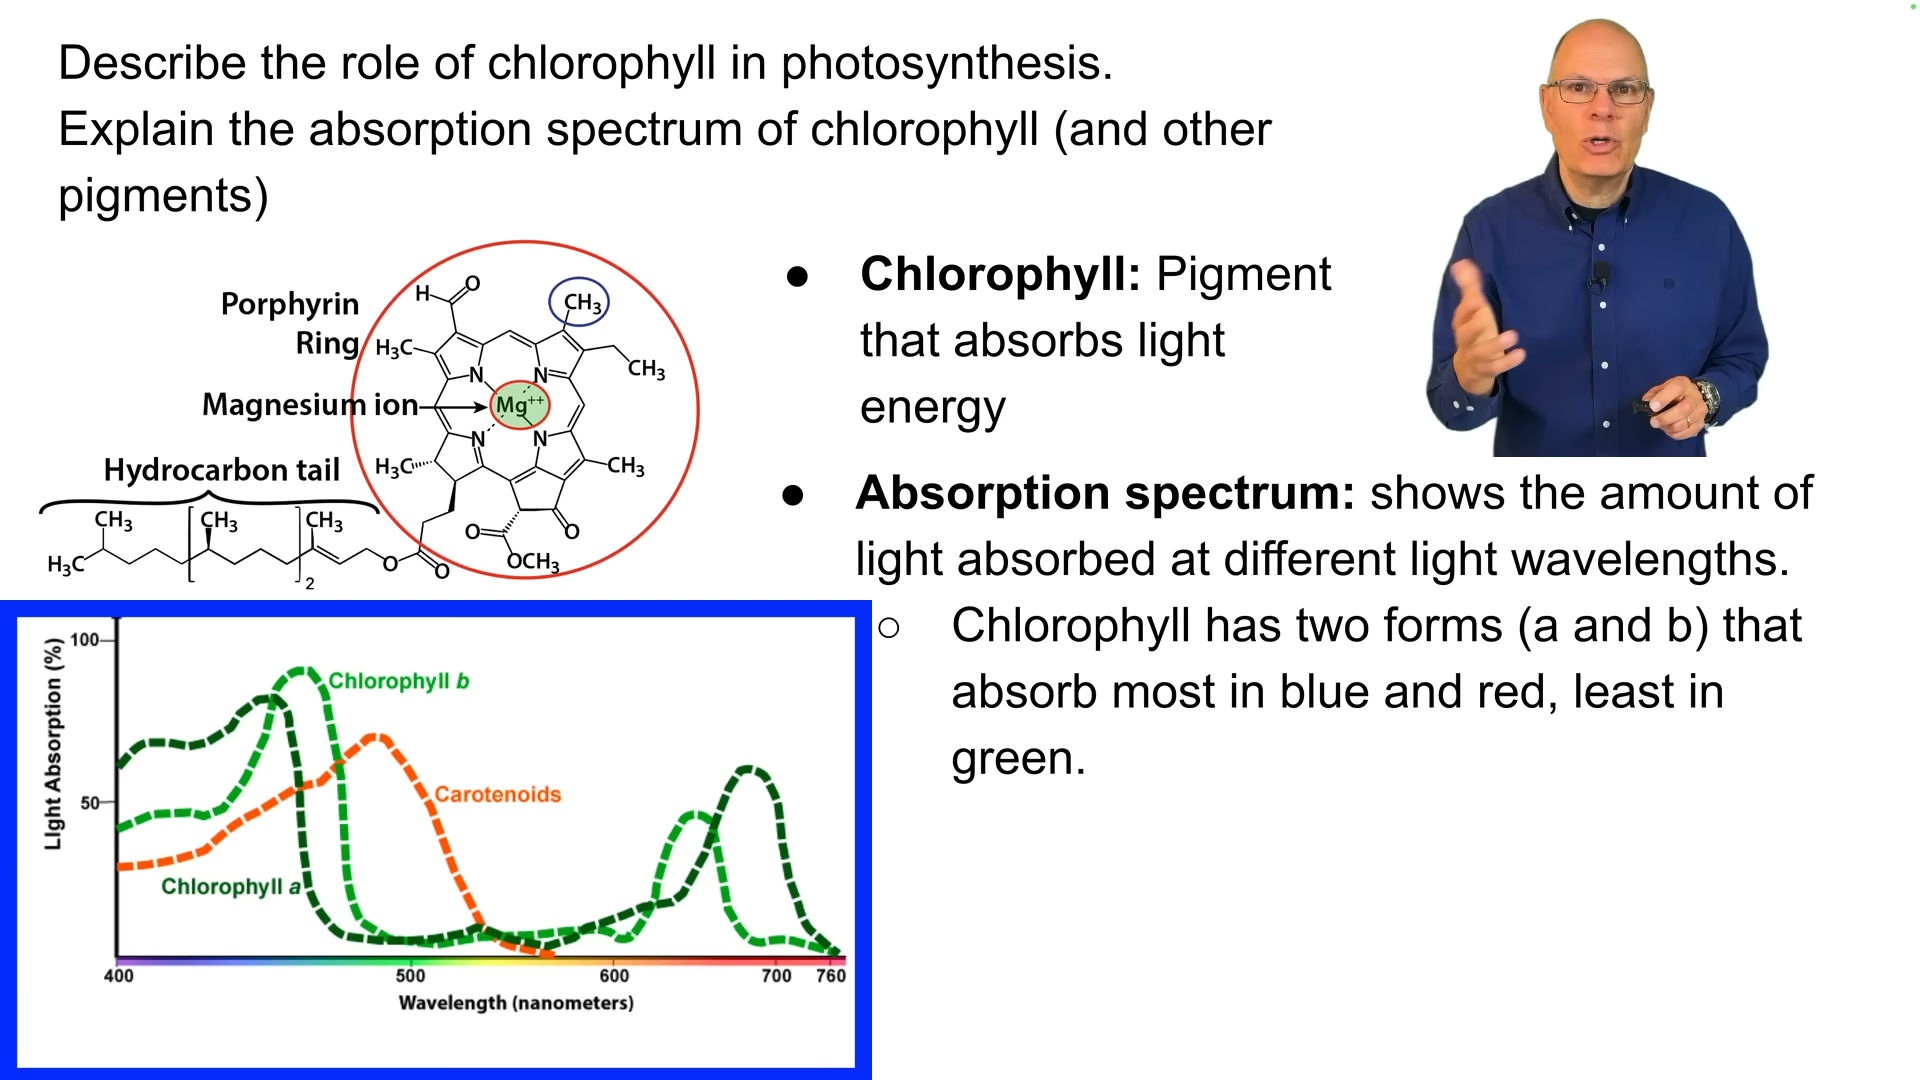 Describe the role of chlorophyll in photosynthesis.
Explain the absorption spectrum of chlorophyll (and other
pigments)
● Chlorophyll: Pigment
that absorbs light
energy
● Absorption spectrum: shows the amount of
light absorbed at different light wavelengths.
○ Chlorophyll has two forms (a and b) that
absorb most in blue and red, least in
green.
Porphyrin
Ring
Magnesium ion
Hydrocarbon tail
H O
CH3
H3C
CH3
N N
Mg++
N N
H3C
CH3
CH3 CH3 CH3
O O
H3C O O OCH3
2
LIght Absorption (%)
100
50
Chlorophyll b
Carotenoids
Chlorophyll a
400 500 600 700 760
Wavelength (nanometers)